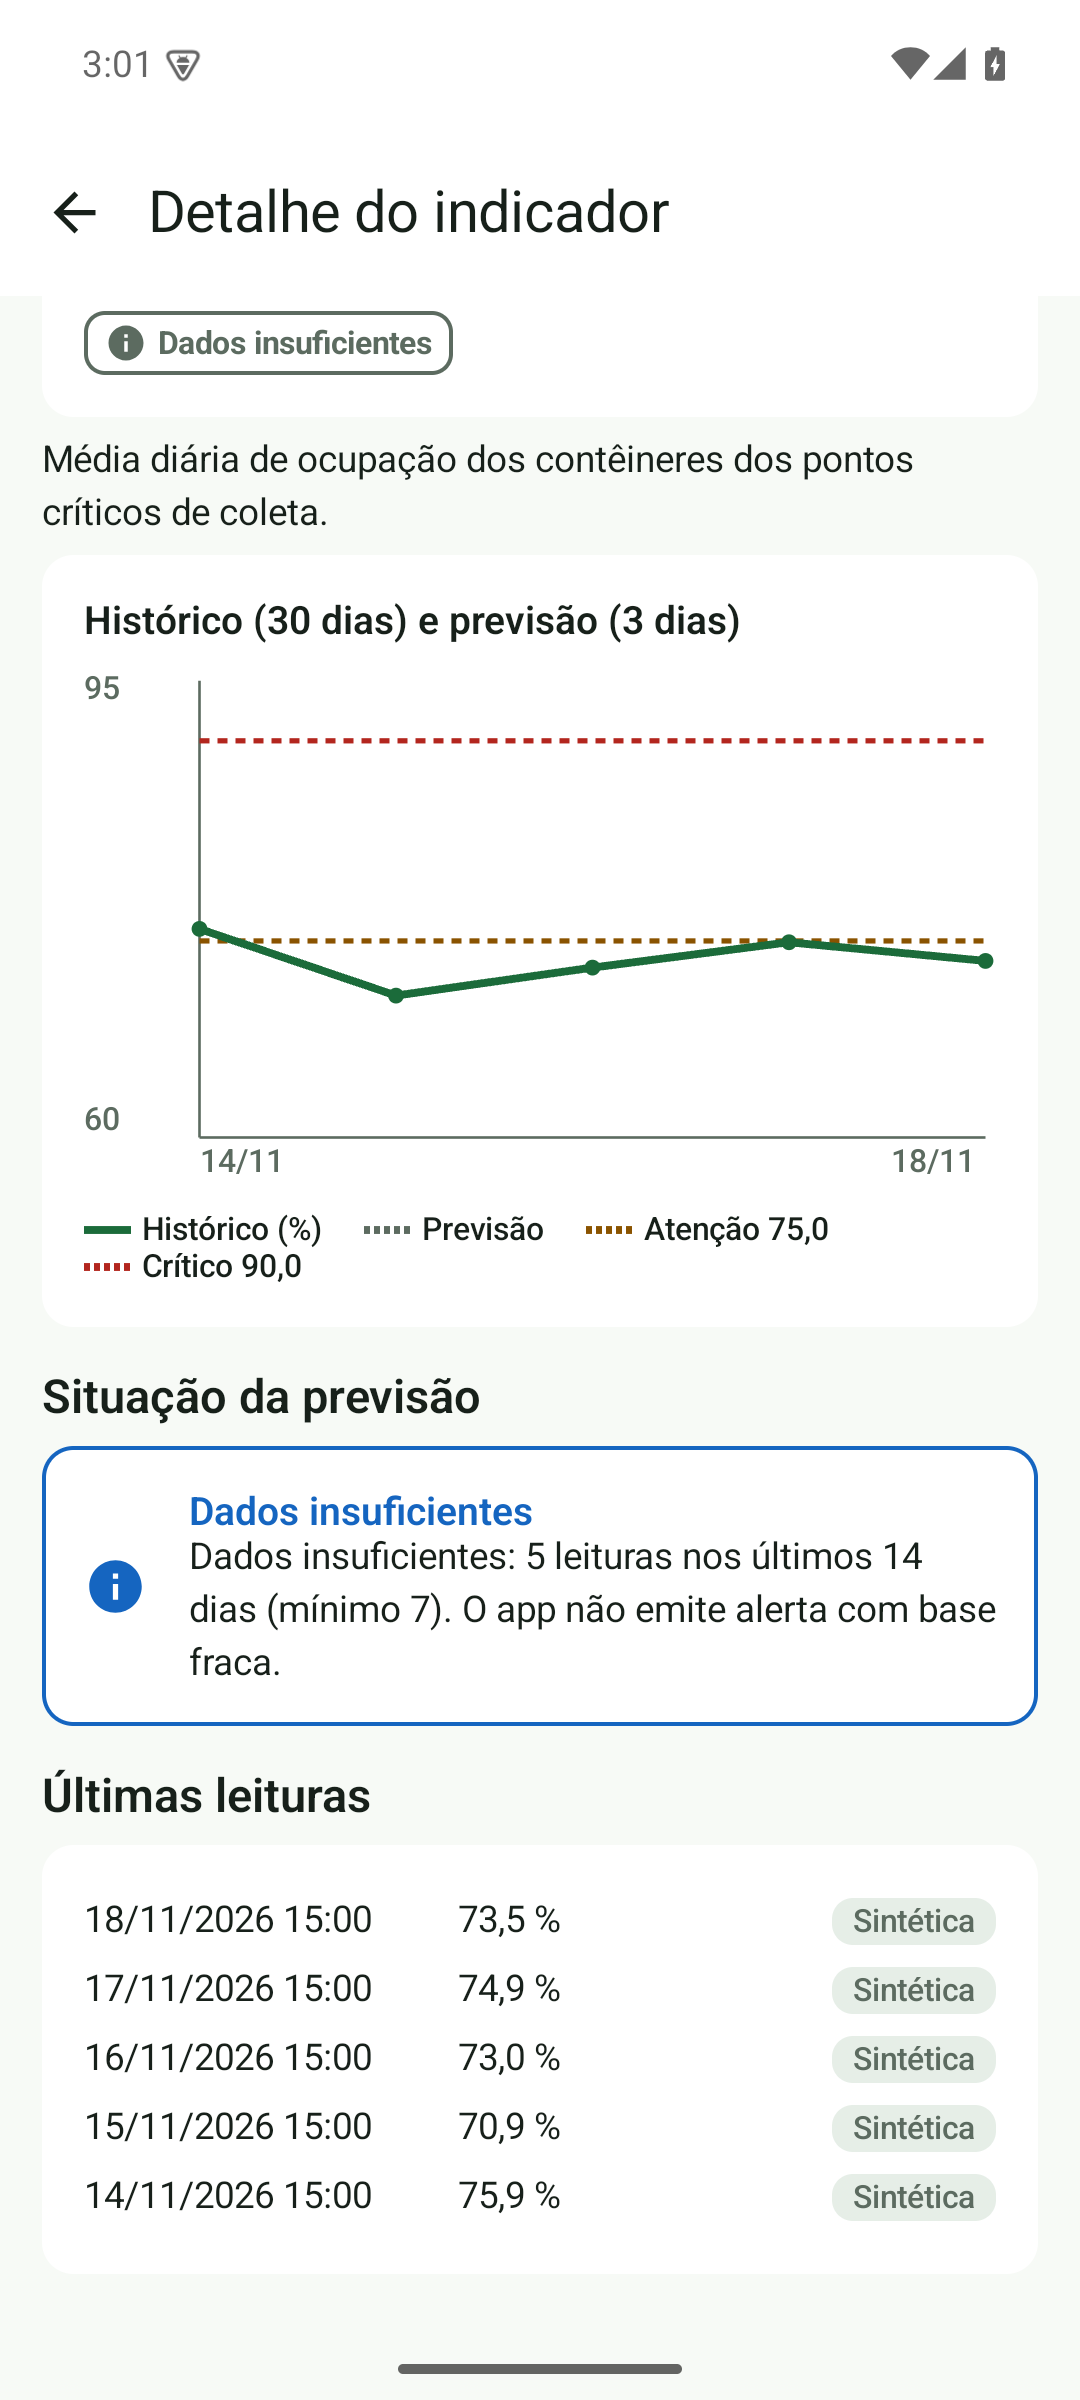 3:01
Detalhe do indicador
Dados insuficientes
Média diária de ocupação dos contêineres dos pontos
críticos de coleta.
Histórico (30 dias) e previsão (3 dias)
95
60
14/11 18/11
Histórico (%) Previsão Atenção 75,0
Crítico 90,0
Situação da previsão
Dados insuficientes
Dados insuficientes: 5 leituras nos últimos 14
dias (mínimo 7). O app não emite alerta com base
fraca.
Últimas leituras
18/11/2026 15:00 73,5 % Sintética
17/11/2026 15:00 74,9 % Sintética
16/11/2026 15:00 73,0 % Sintética
15/11/2026 15:00 70,9 % Sintética
14/11/2026 15:00 75,9 % Sintética